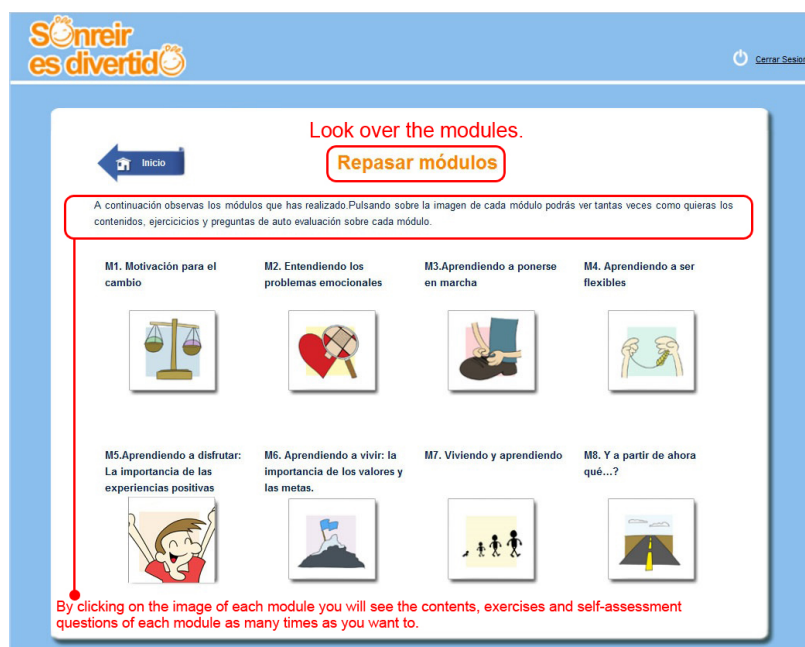 Sonreir
es divertido
Cerrar Sesion
Look over the modules.
Inicio
Repasar módulos
A continuación observas los módulos que has realizado.Pulsando sobre la imagen de cada módulo podrás ver tantas veces como quieras los
contenidos, ejercicicios y preguntas de auto evaluación sobre cada módulo.
M1. Motivación para el
cambio
M2. Entendiendo los
problemas emocionales
M3.Aprendiendo a ponerse
en marcha
M4. Aprendiendo a ser
flexibles
M5.Aprendiendo a disfrutar:
La importancia de las
experiencias positivas
M6. Aprendiendo a vivir: la
importancia de los valores y
las metas.
M7. Viviendo y aprendiendo
M8. Y a partir de ahora
qué...?
By clicking on the image of each module you will see the contents, exercises and self-assessment
questions of each module as many times as you want to.